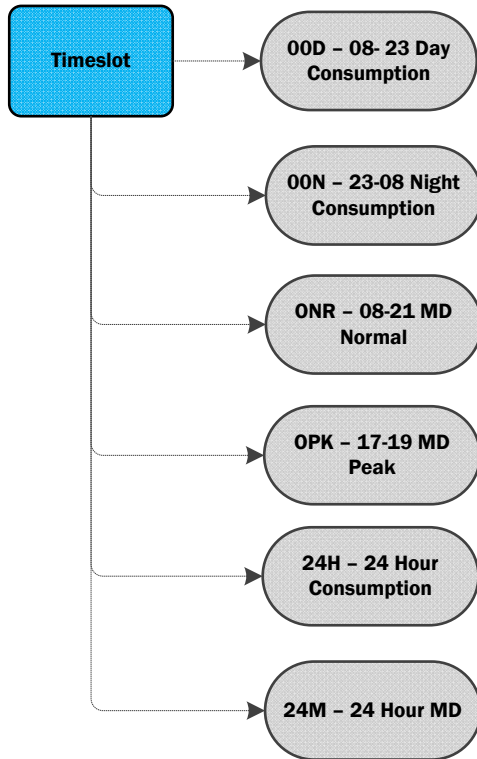 Timeslot
00D – 08- 23 Day
Consumption
00N – 23-08 Night
Consumption
0NR – 08-21 MD
Normal
0PK – 17-19 MD
Peak
24H – 24 Hour
Consumption
24M – 24 Hour MD